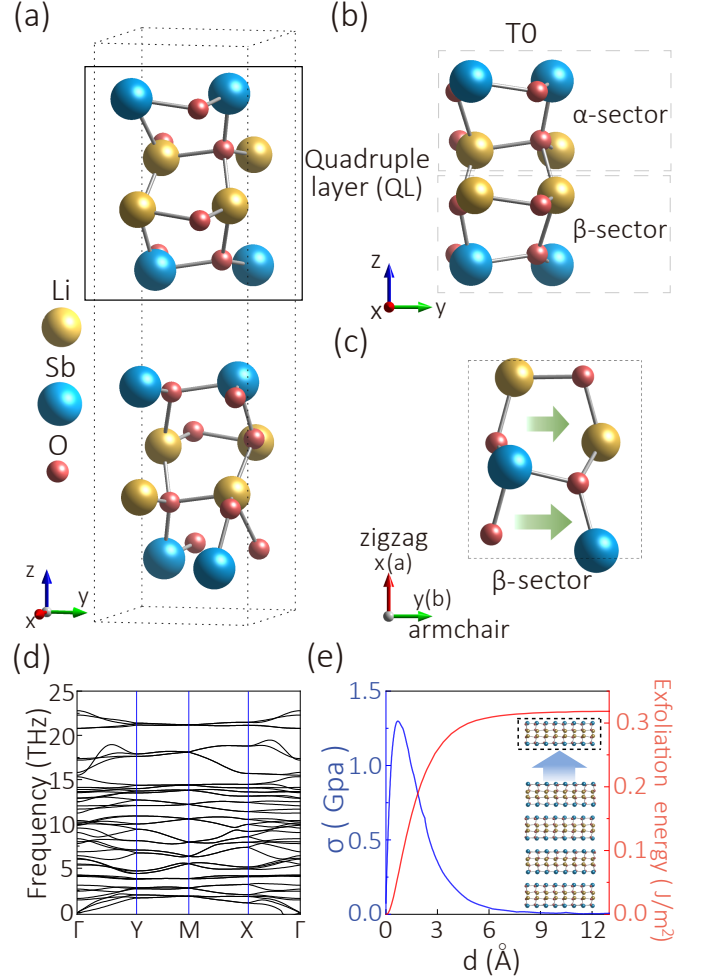 (a)
(b)
T0
α-sector
Quadruple
layer (QL)
β-sector
z
x
y
Li
Sb
O
(c)
z
y
x
zigzag
x(a)
y(b)
armchair
β-sector
(d)
Frequency (THz)
25
20
15
10
5
0
Γ
Y
M
X
Γ
(e)
σ ( Gpa)
1.5
1.2
0.5
0.0
0
3
6
9
12
d (Å)
0.3
0.2
0.1
0.0
Exfoliation energy ( J/m²)